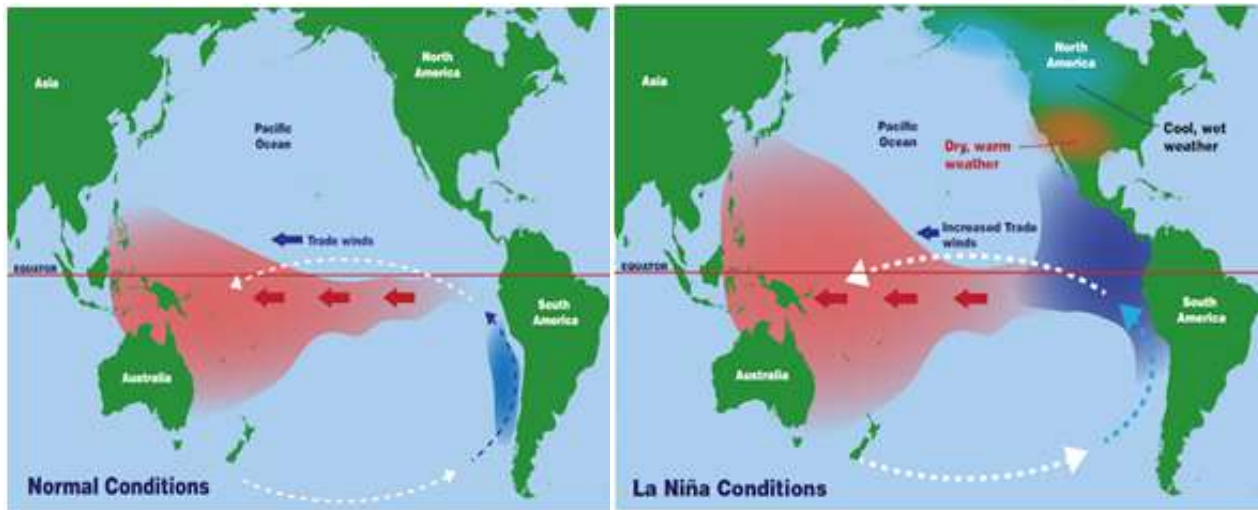 Asia
North
America
Pacific
Ocean
Trade winds
EQUATOR
South
America
Australia
Normal Conditions
Asia
North
America
Pacific
Ocean
Cool, wet
weather
Dry, warm
weather
Increased Trade
winds
EQUATOR
South
America
Australia
La Niña Conditions